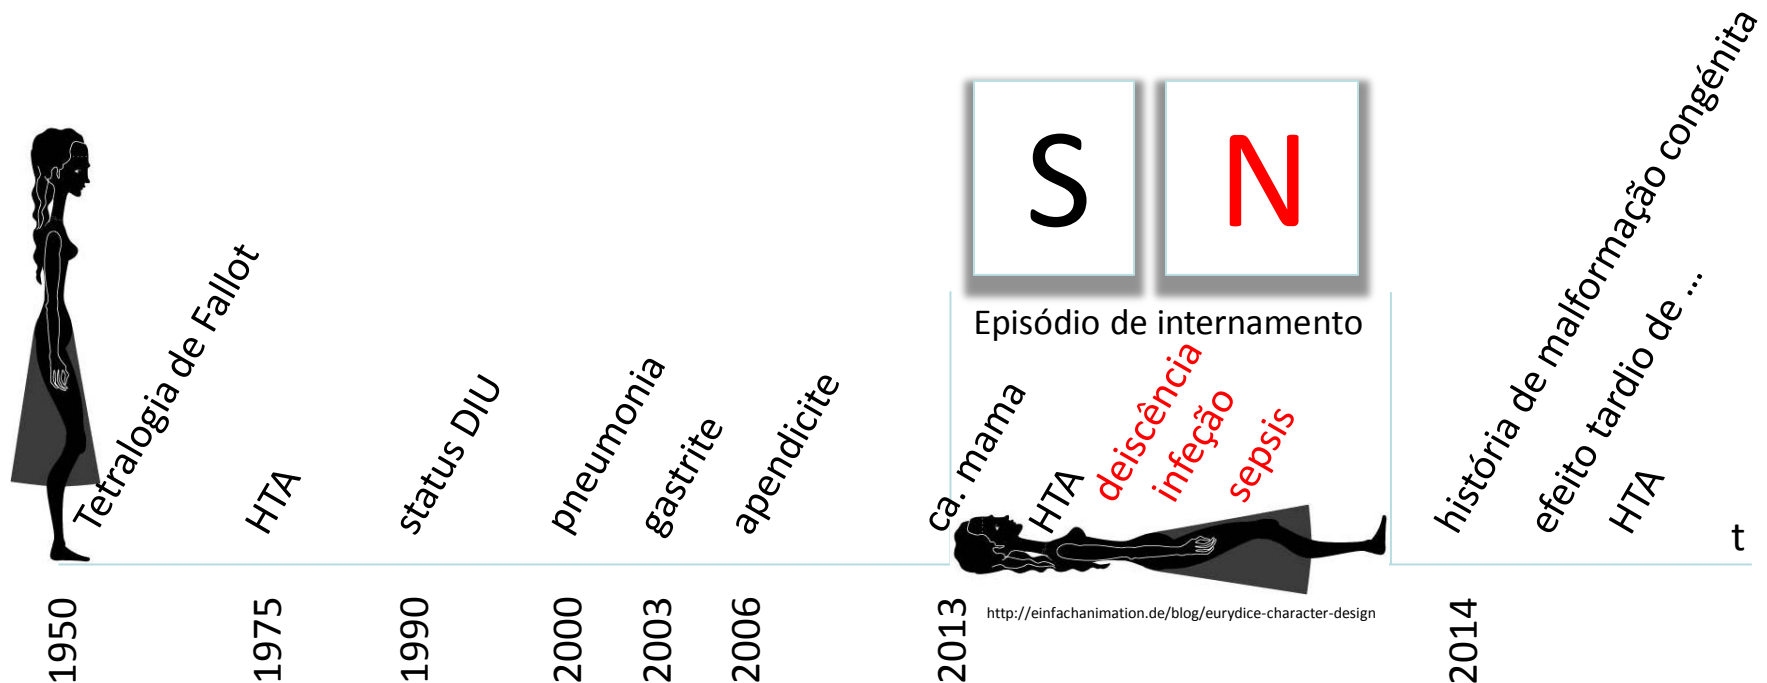 S
N
Episódio de internamento
Tetralogia de Fallot
HTA
status DIU
pneumonia
gastrite
apendicite
ca. mama
HTA
deiscência
infeção
sepsis
história de malformação congénita
efeito tardio de ...
HTA
t
1950
1975
1990
2000
2003
2006
2013
2014
http://einfachanimation.de/blog/eurydice-character-design